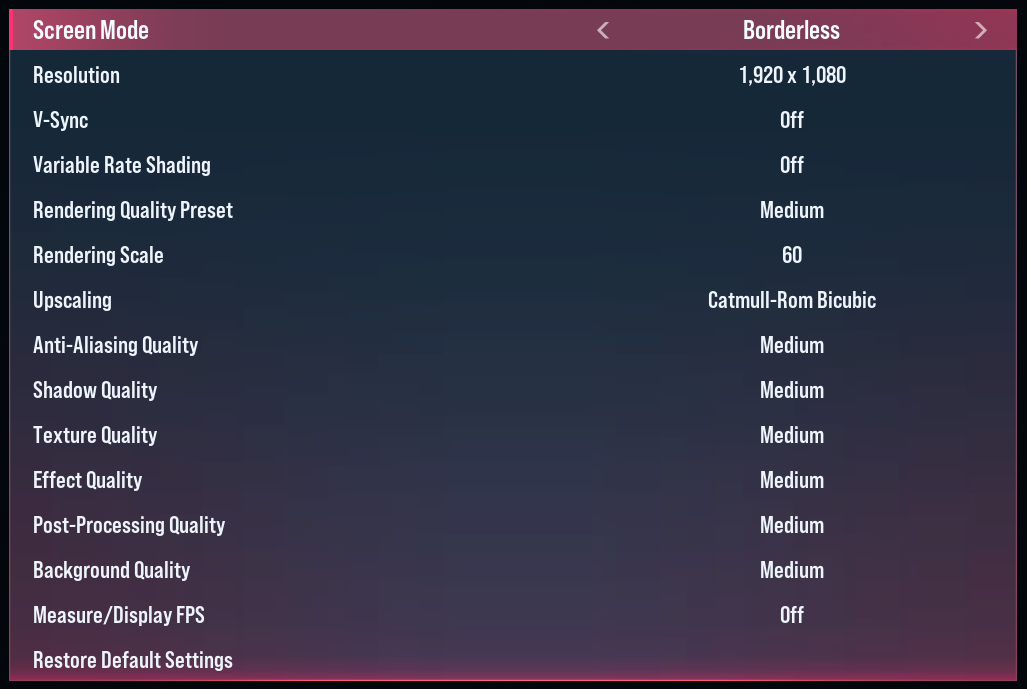 Screen Mode < Borderless >
Resolution 1,920 x 1,080
V-Sync Off
Variable Rate Shading Off
Rendering Quality Preset Medium
Rendering Scale 60
Upscaling Catmull-Rom Bicubic
Anti-Aliasing Quality Medium
Shadow Quality Medium
Texture Quality Medium
Effect Quality Medium
Post-Processing Quality Medium
Background Quality Medium
Measure/Display FPS Off
Restore Default Settings